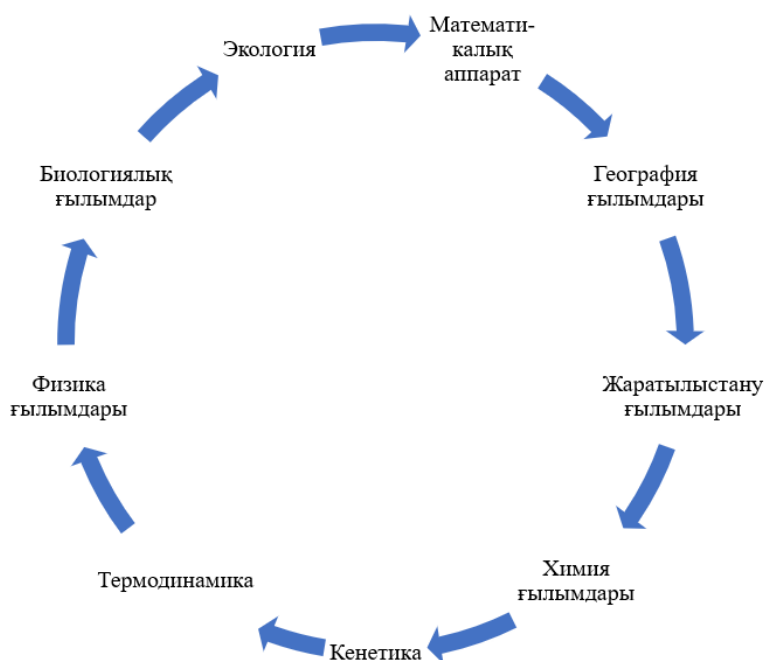 Экология
Математи-
калық
аппарат
География
ғылымдары
Жаратылыстану
ғылымдары
Химия
ғылымдары
Кенетика
Термодинамика
Физика
ғылымдары
Биологиялық
ғылымдар